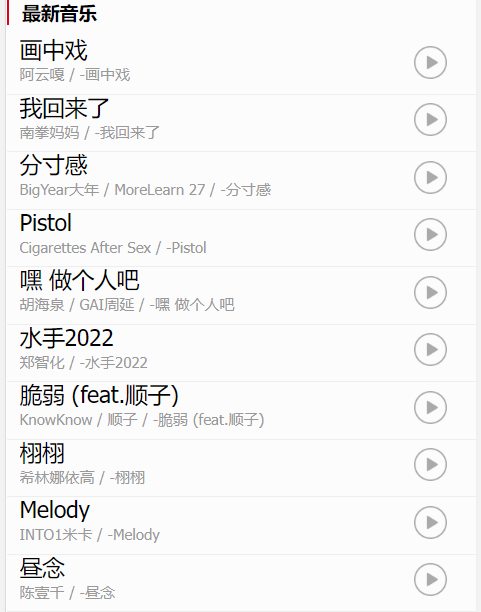 最新音乐
画中戏
阿云嘎 / -画中戏
我回来了
南拳妈妈 / -我回来了
分寸感
BigYear大年 / MoreLearn 27 / -分寸感
Pistol
Cigarettes After Sex / -Pistol
嘿 做个人吧
胡海泉 / GAI周延 / -嘿 做个人吧
水手2022
郑智化 / -水手2022
脆弱 (feat.顺子)
KnowKnow / 顺子 / -脆弱 (feat.顺子)
栩栩
希林娜依高 / -栩栩
Melody
INTO1米卡 / -Melody
昼念
陈壹千 / -昼念